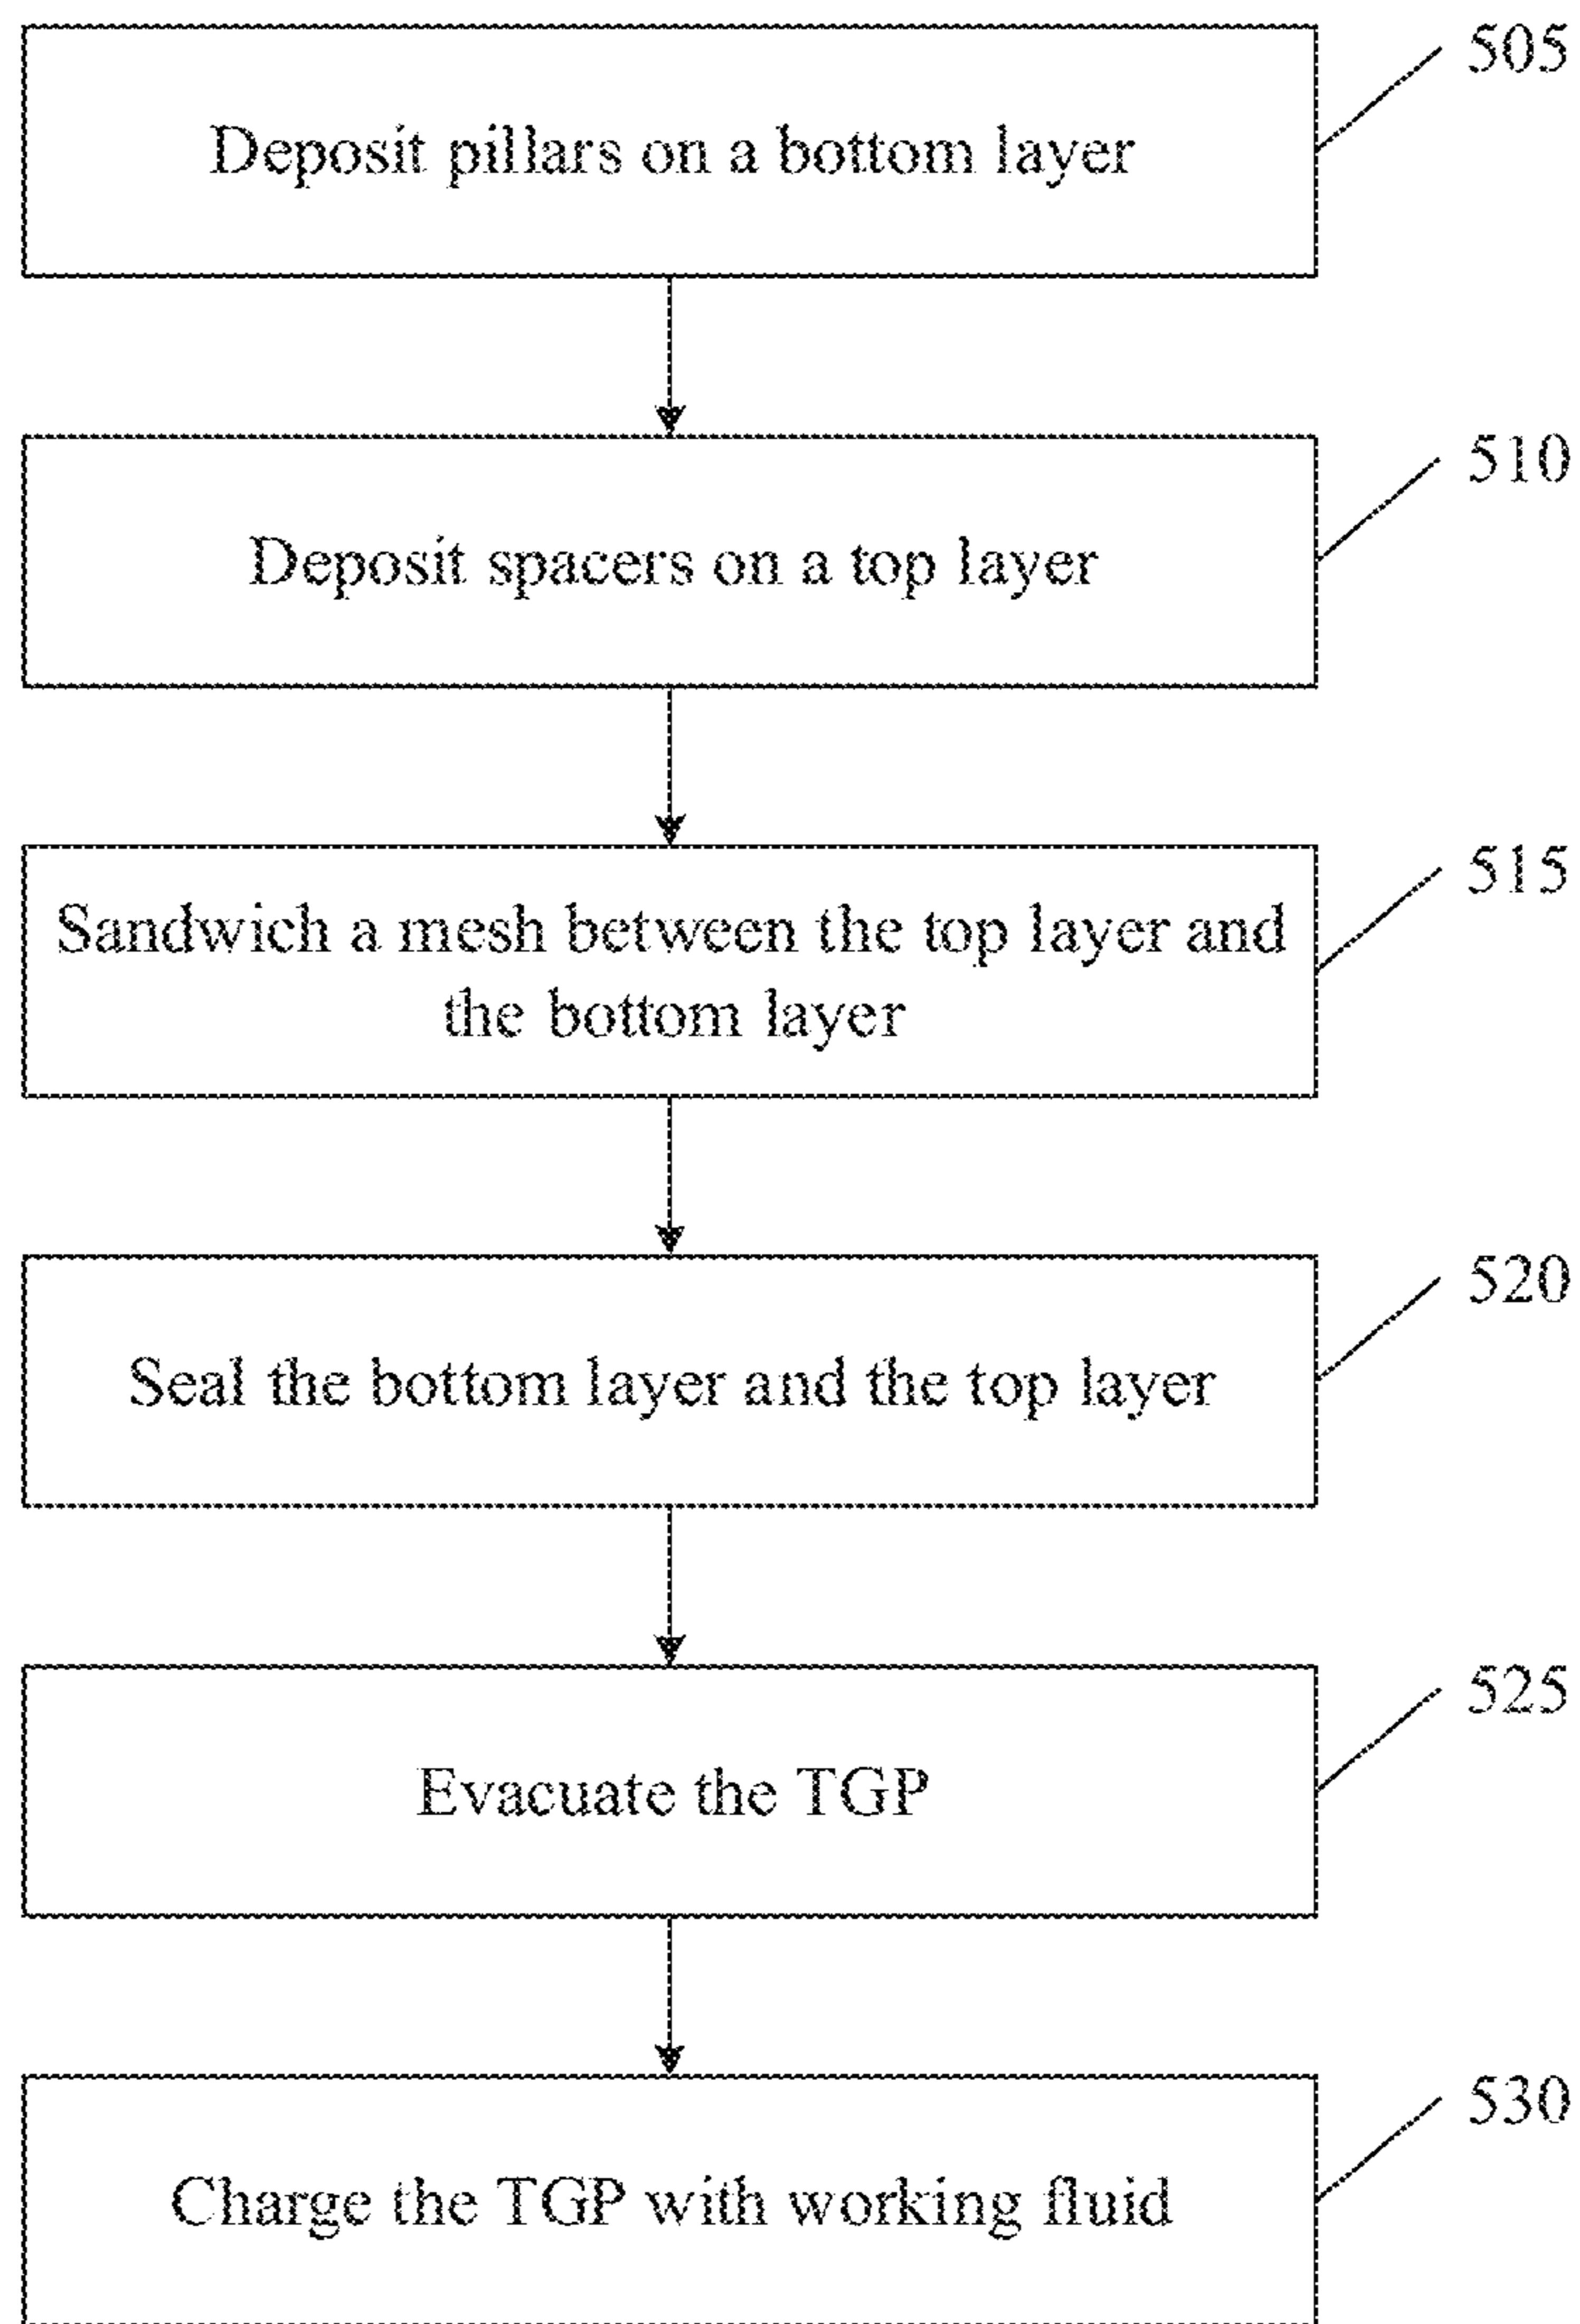 505
Deposit pillars on a bottom layer
510
Deposit spacers on a top layer
515
Sandwich a mesh between the top layer and
the bottom layer
520
Seal the bottom layer and the top layer
525
Evacuate the TGP
530
Charge the TGP with working fluid